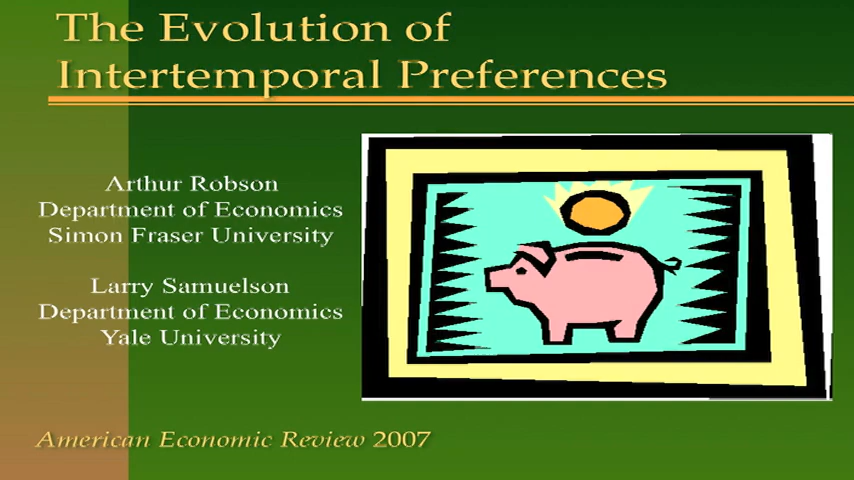 The Evolution of
Intertemporal Preferences
Arthur Robson
Department of Economics
Simon Fraser University
Larry Samuelson
Department of Economics
Yale University
American Economic Review 2007